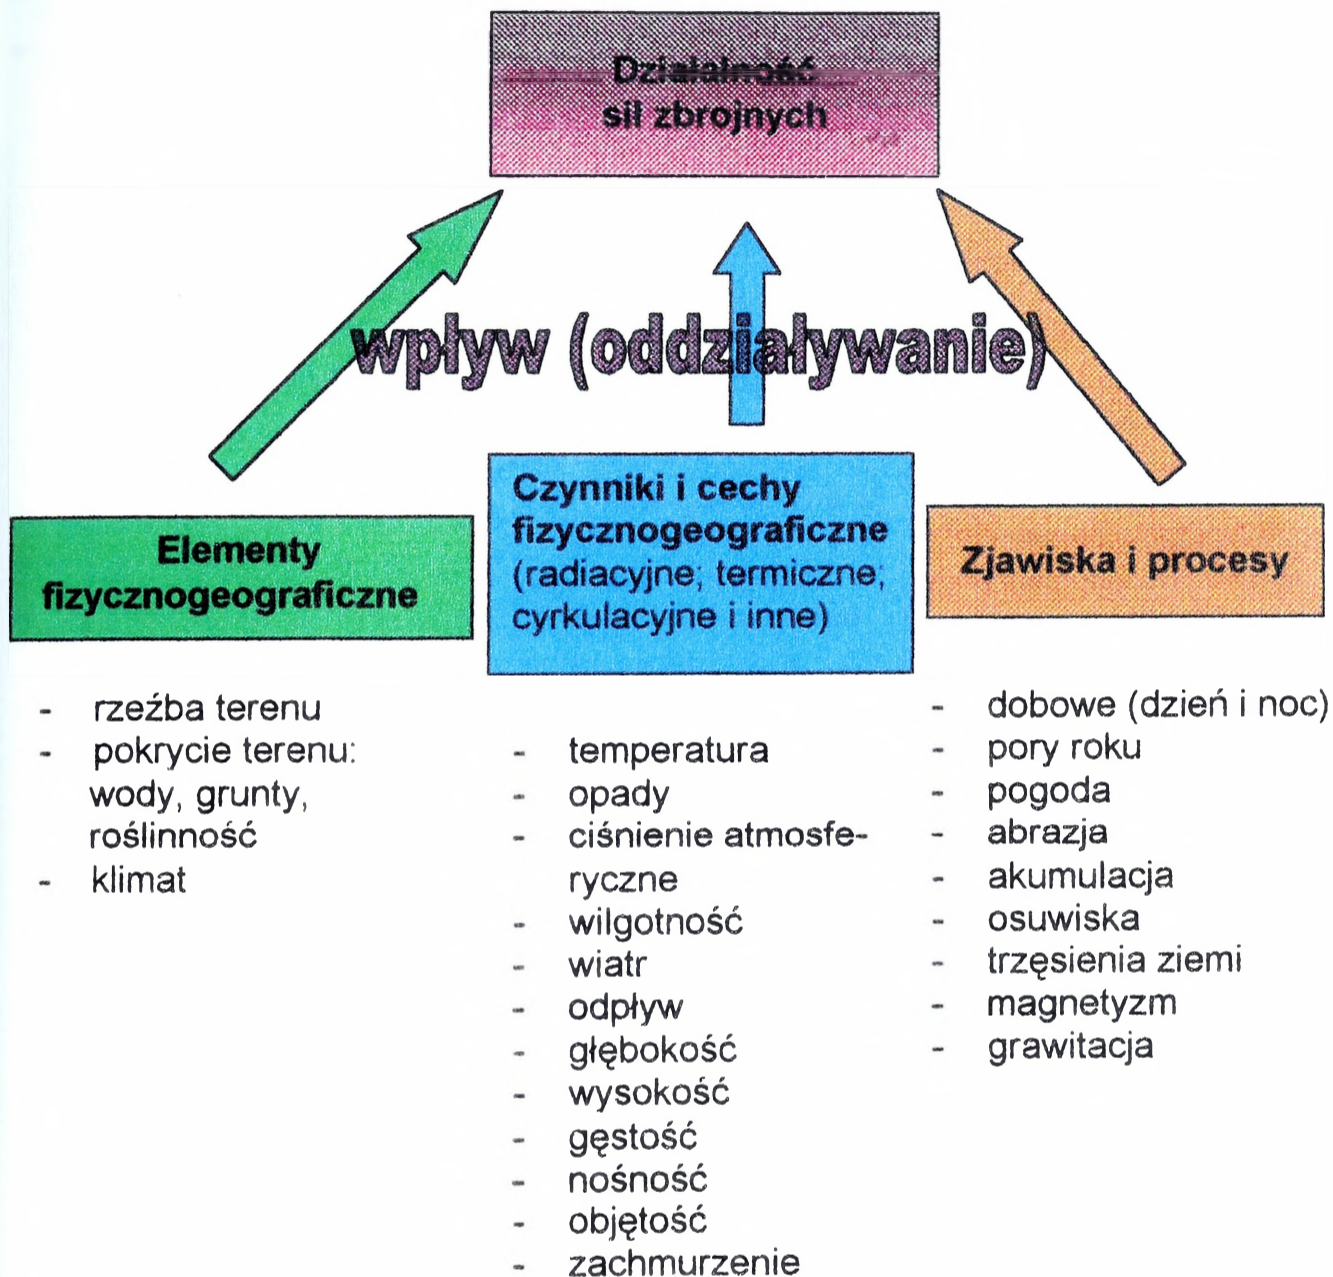 Działalność
sił zbrojnych
wpływ (oddziaływanie)
Elementy
fizycznogeograficzne
- rzeźba terenu
- pokrycie terenu:
wody, grunty,
roślinność
- klimat
Czynniki i cechy
fizycznogeograficzne
(radiacyjne; termiczne;
cyrkulacyjne i inne)
- temperatura
- opady
- ciśnienie atmosfe-
ryczne
- wilgotność
- wiatr
- odpływ
- głębokość
- wysokość
- gęstość
- nośność
- objętość
- zachmurzenie
Zjawiska i procesy
- dobowe (dzień i noc)
- pory roku
- pogoda
- abrazja
- akumulacja
- osuwiska
- trzęsienia ziemi
- magnetyzm
- grawitacja